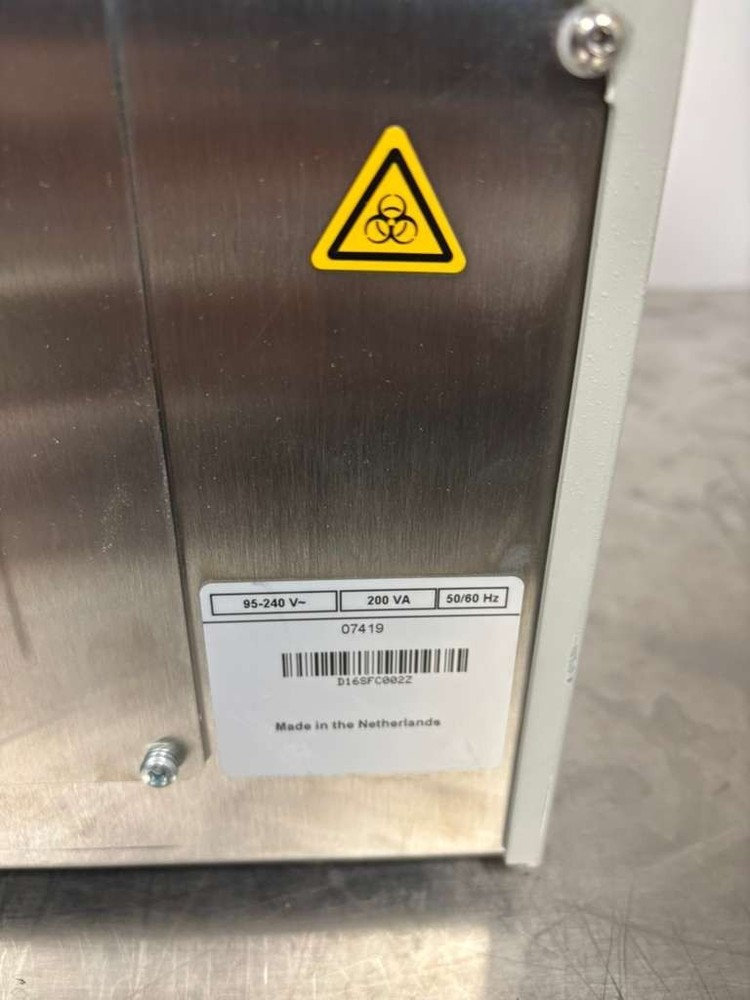 95-240 V~ 200 VA 50/60 Hz
07419
D16SFC002Z
Made in the Netherlands